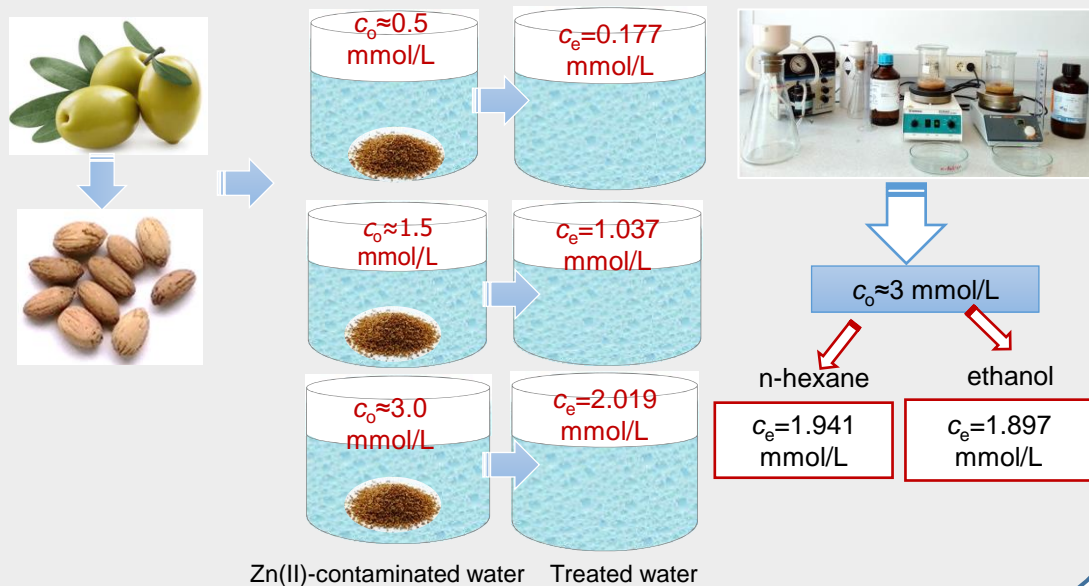 cₒ≈0.5
mmol/L
cₑ=0.177
mmol/L
cₒ≈1.5
mmol/L
cₑ=1.037
mmol/L
cₒ≈3.0
mmol/L
cₑ=2.019
mmol/L
Zn(II)-contaminated water
Treated water
cₒ≈3 mmol/L
n-hexane
ethanol
cₑ=1.941
mmol/L
cₑ=1.897
mmol/L